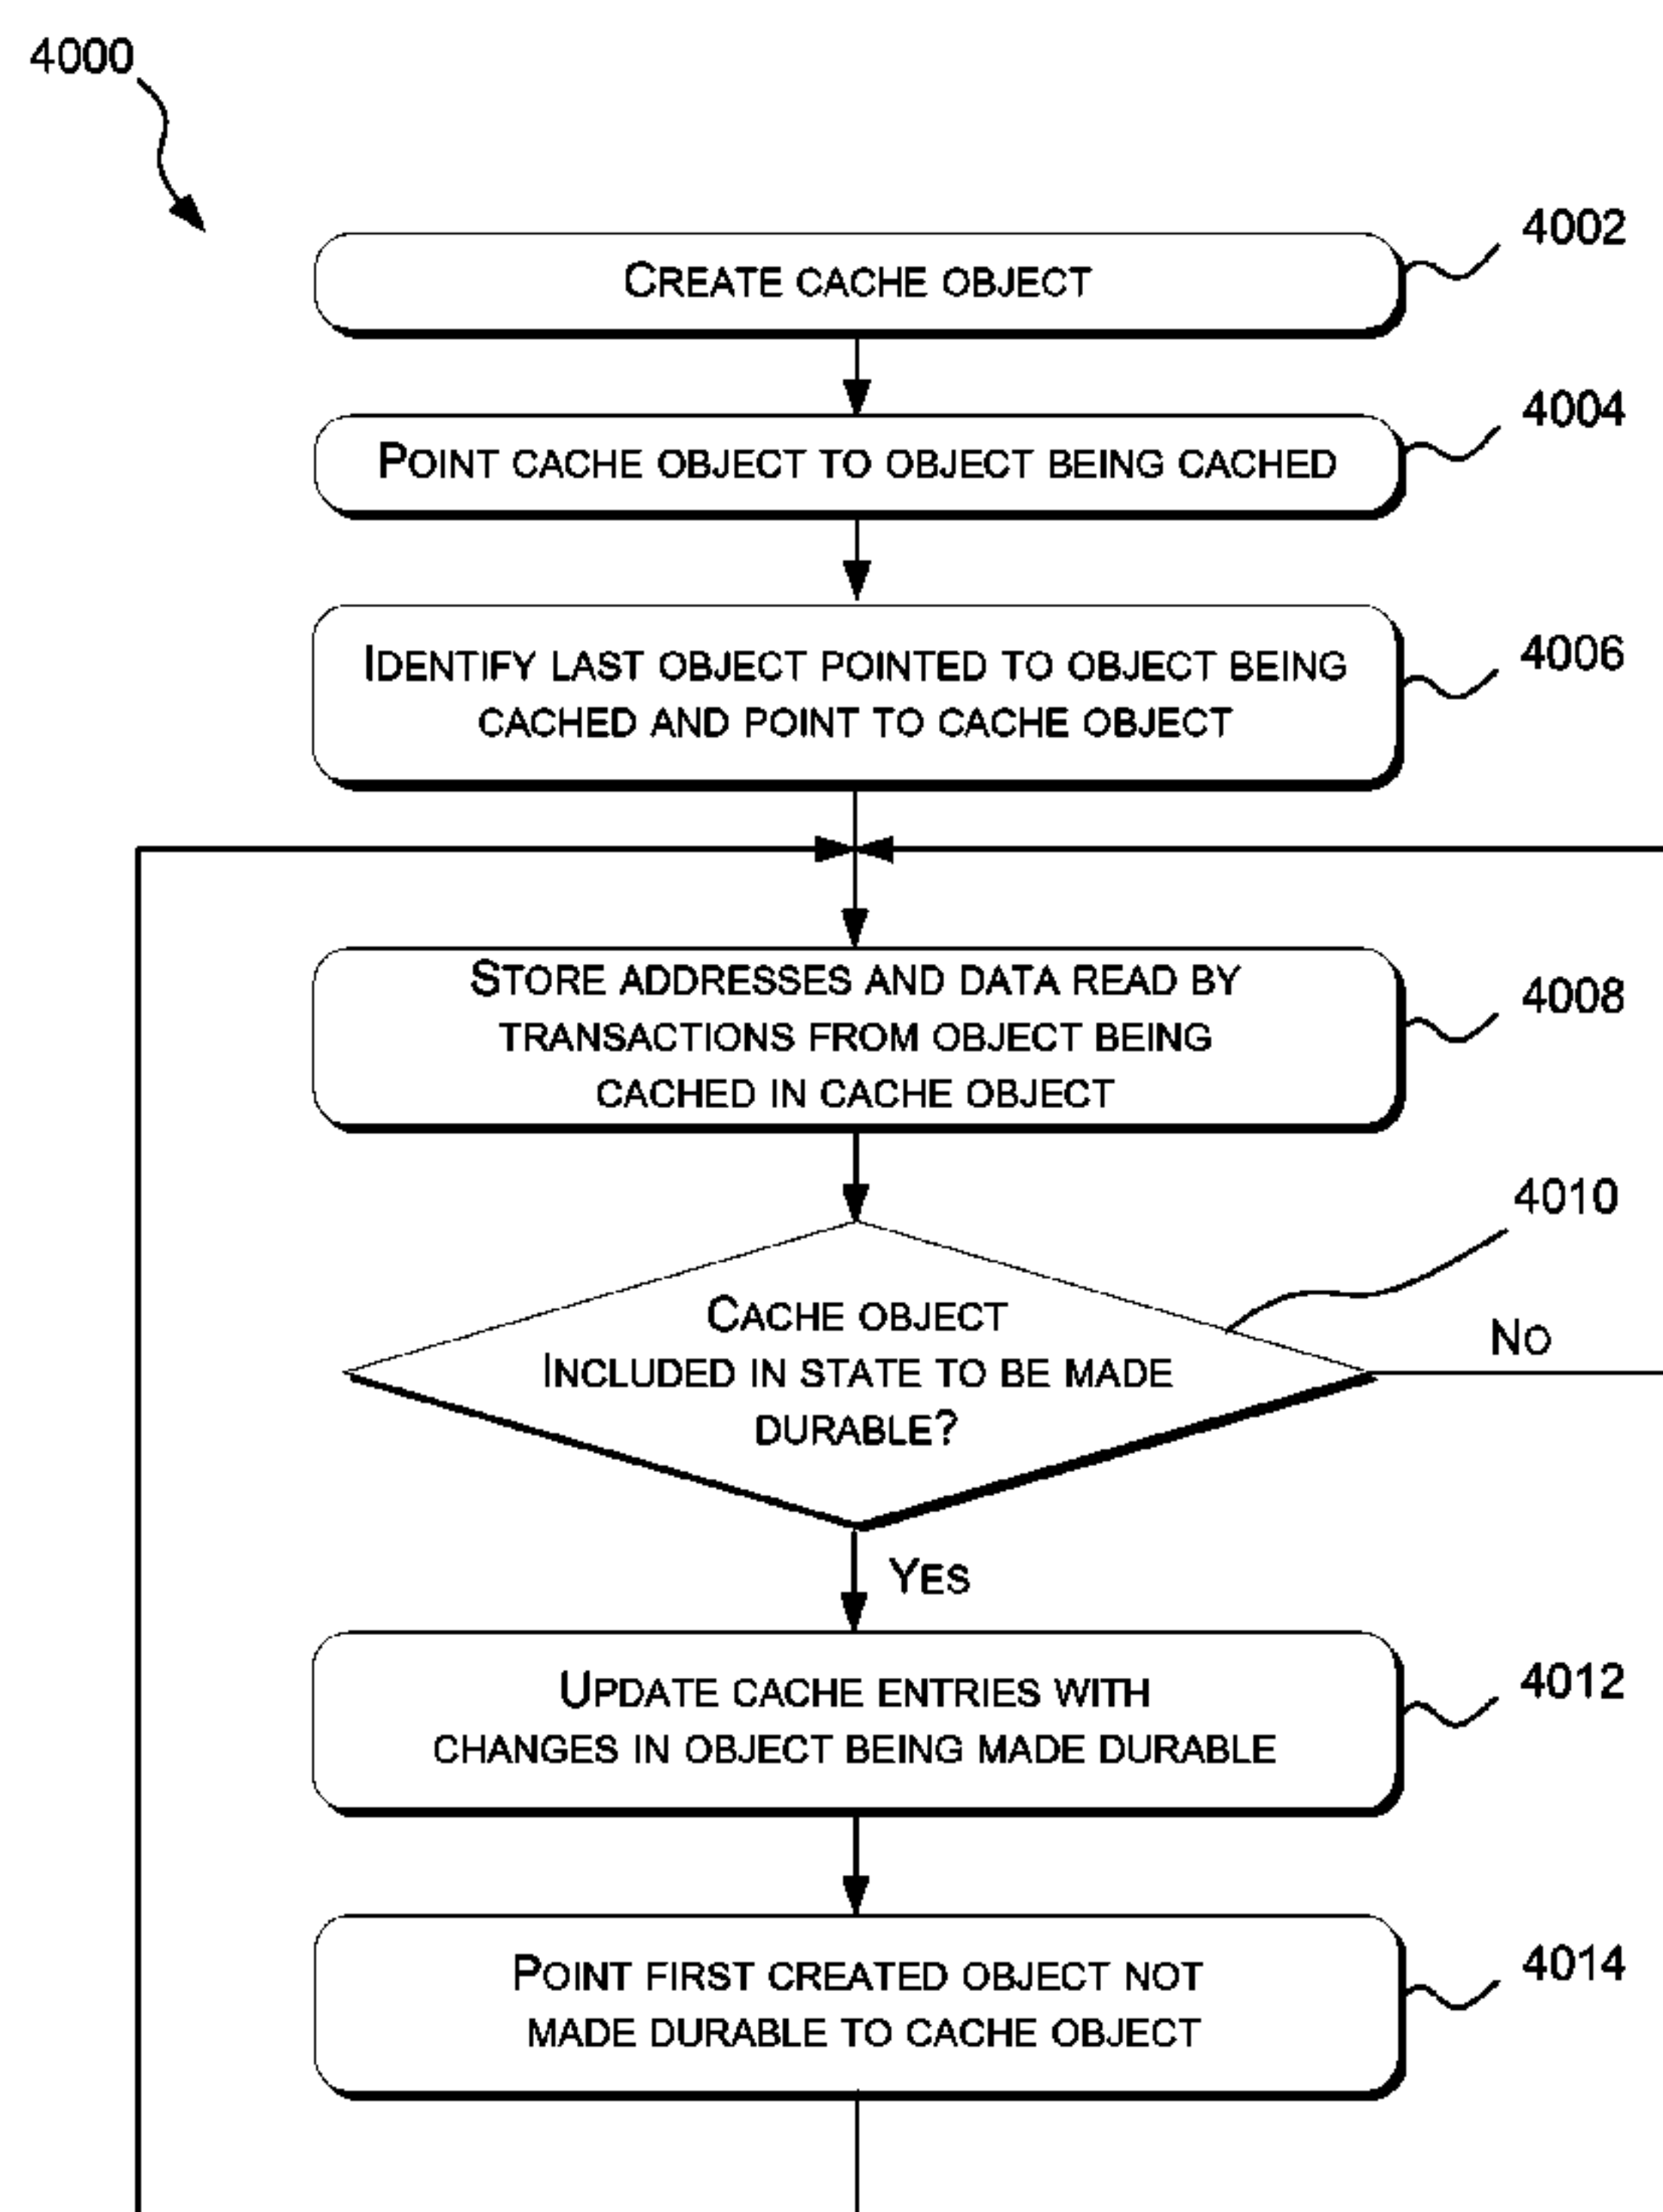 4000
4002
CREATE CACHE OBJECT
4004
POINT CACHE OBJECT TO OBJECT BEING CACHED
4006
IDENTIFY LAST OBJECT POINTED TO OBJECT BEING
CACHED AND POINT TO CACHE OBJECT
4008
STORE ADDRESSES AND DATA READ BY
TRANSACTIONS FROM OBJECT BEING
CACHED IN CACHE OBJECT
4010
CACHE OBJECT
INCLUDED IN STATE TO BE MADE
DURABLE?
NO
YES
4012
UPDATE CACHE ENTRIES WITH
CHANGES IN OBJECT BEING MADE DURABLE
4014
POINT FIRST CREATED OBJECT NOT
MADE DURABLE TO CACHE OBJECT